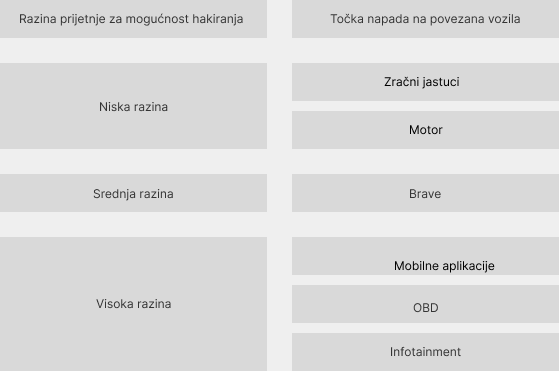 Razina prijetnje za mogućnost hakiranja
Točka napada na povezana vozila
Niska razina
Zračni jastuci
Motor
Srednja razina
Brave
Visoka razina
Mobilne aplikacije
OBD
Infotainment